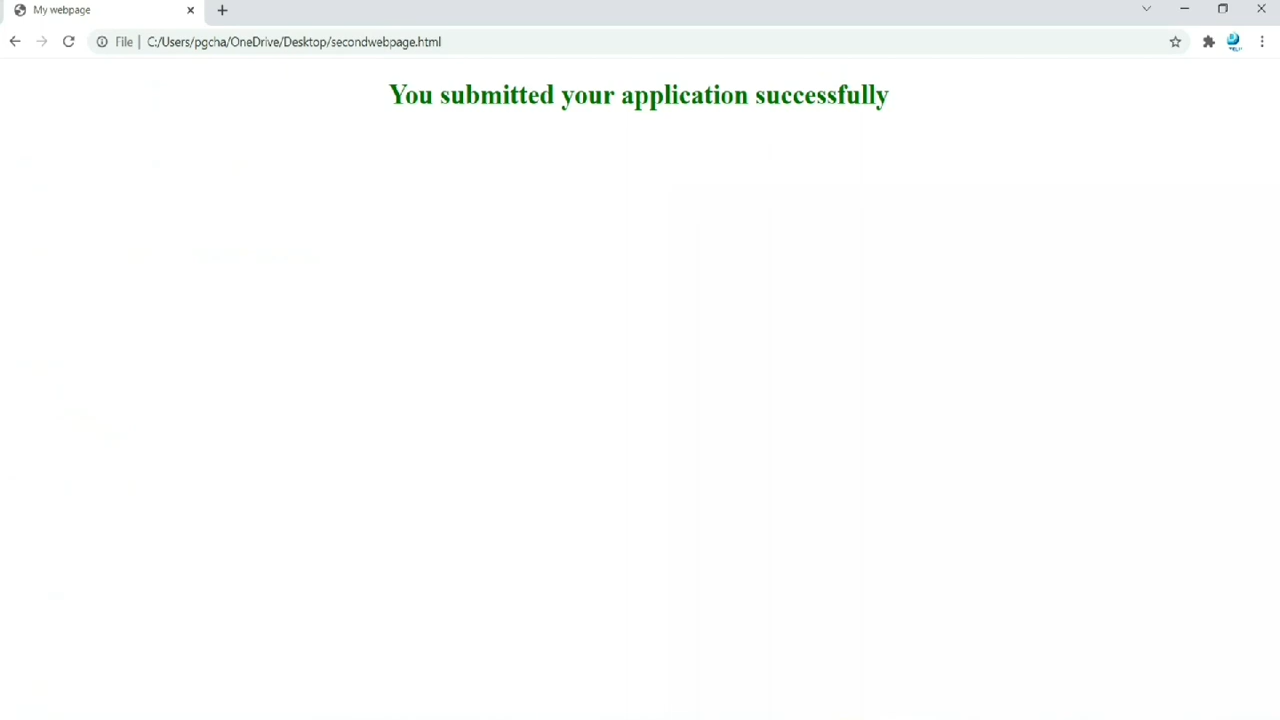 My webpage
File | C:/Users/pgcha/OneDrive/Desktop/secondwebpage.html
You submitted your application successfully